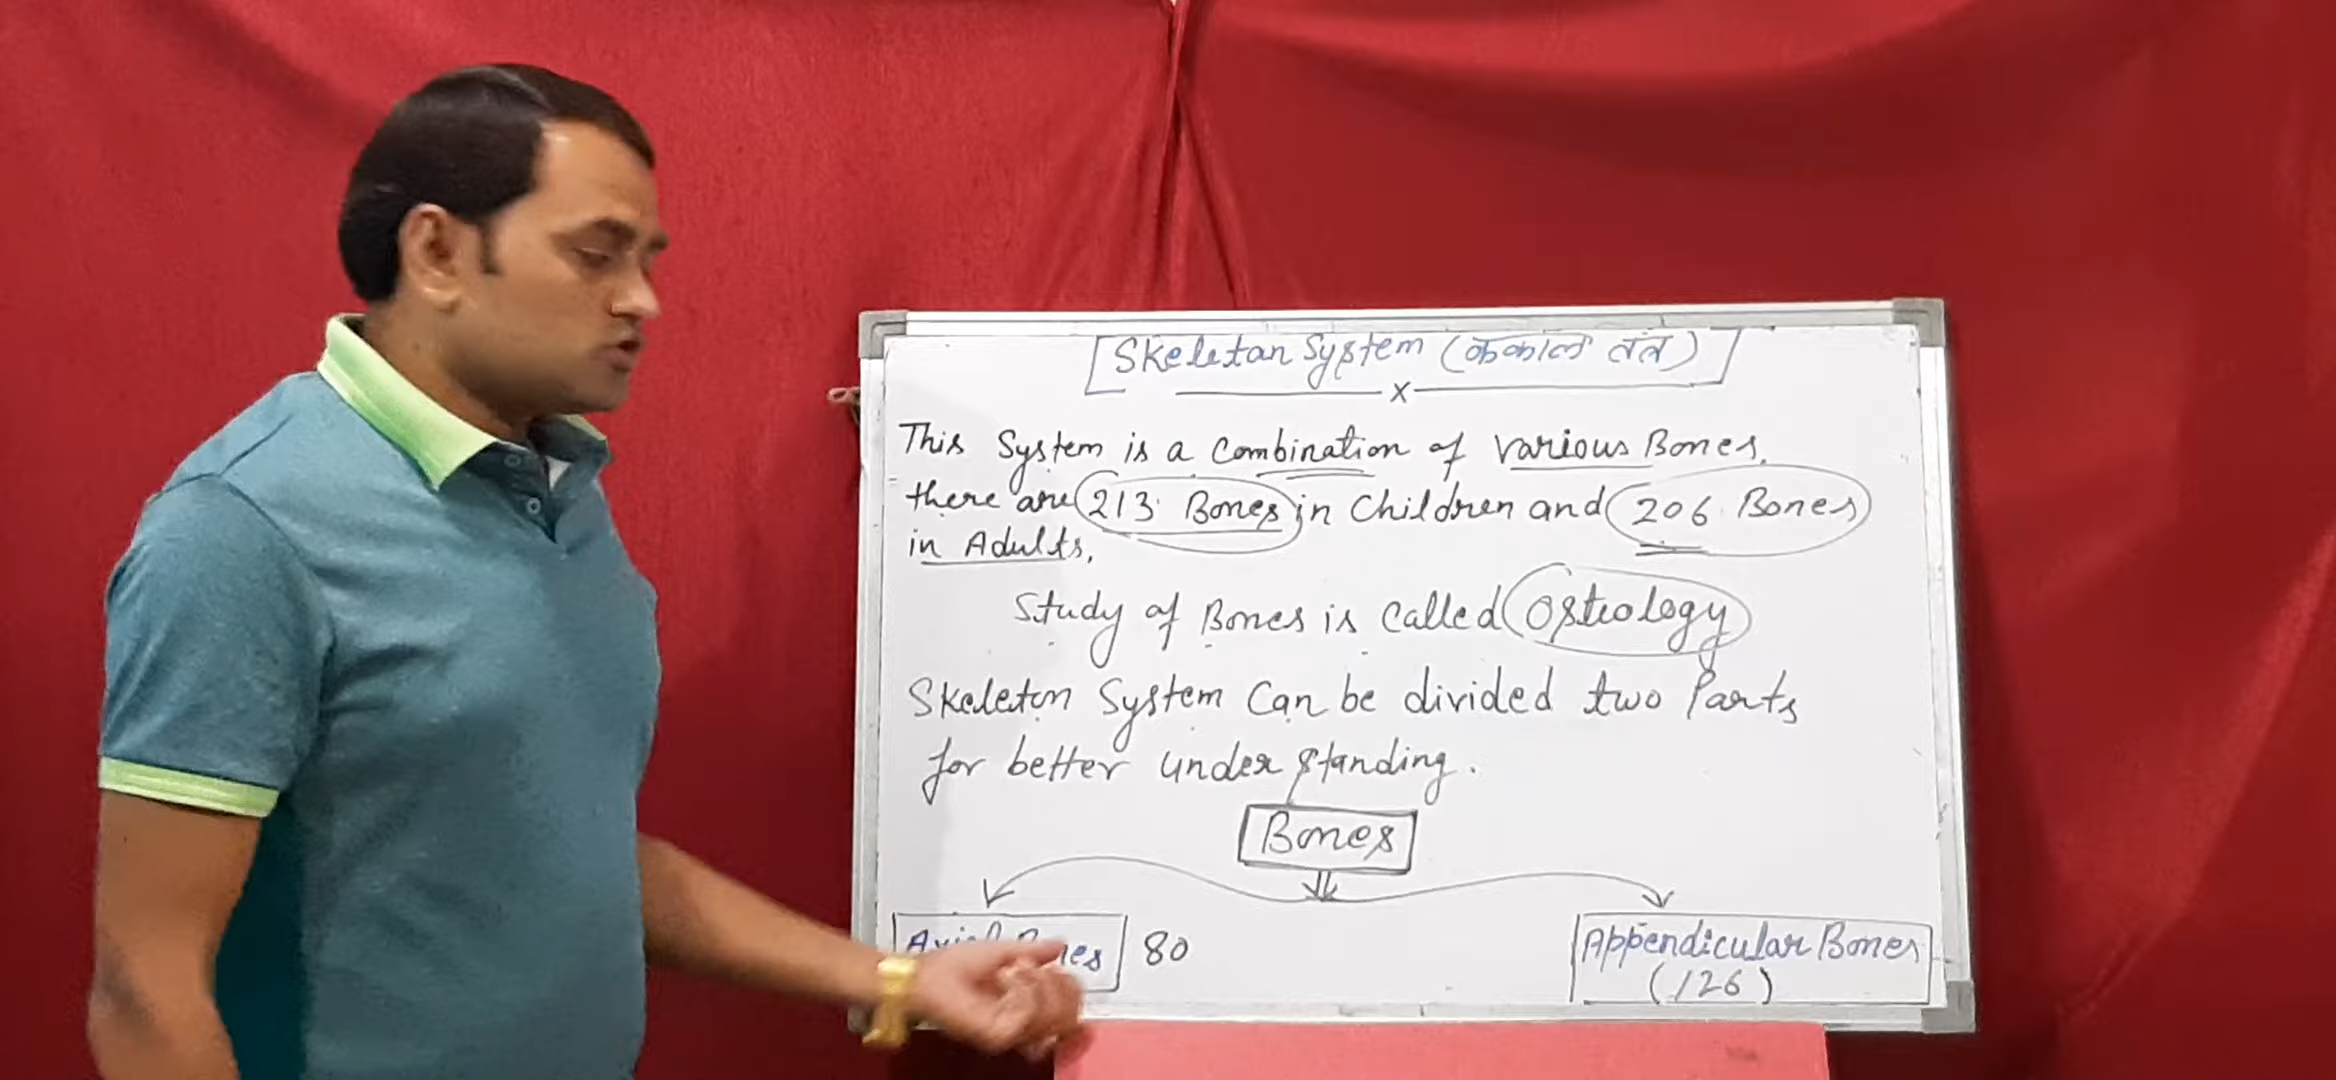 Skeletan System (कंकाल तंत्र)
x
This System is a Combination of various Bones.
there are 213 Bones in Children and 206 Bones
in Adults,
Study of Bones is called Osteology
Skeleton System Can be divided two Parts
for better understanding.
Bones
Axial Bones 80
Appendicular Bones
(126)